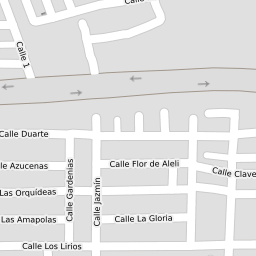 Calle
Calle 1
Calle Duarte
le Azucenas
Calle Flor de Aleli
Calle Clave
Las Orquídeas
Calle Gardenias
Calle Jazmín
Las Amapolas
Calle La Gloria
Calle Los Lirios